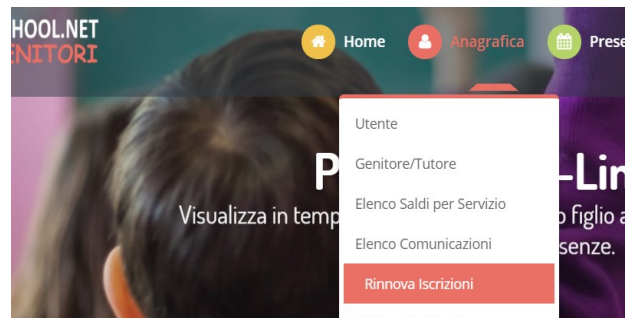 HOOL.NET
ENITORI
Home
Anagrafica
Prese
Utente
Genitore/Tutore
Elenco Saldi per Servizio
Elenco Comunicazioni
Rinnova Iscrizioni
P
-Lin
Visualizza in temp
o figlio a
senze.